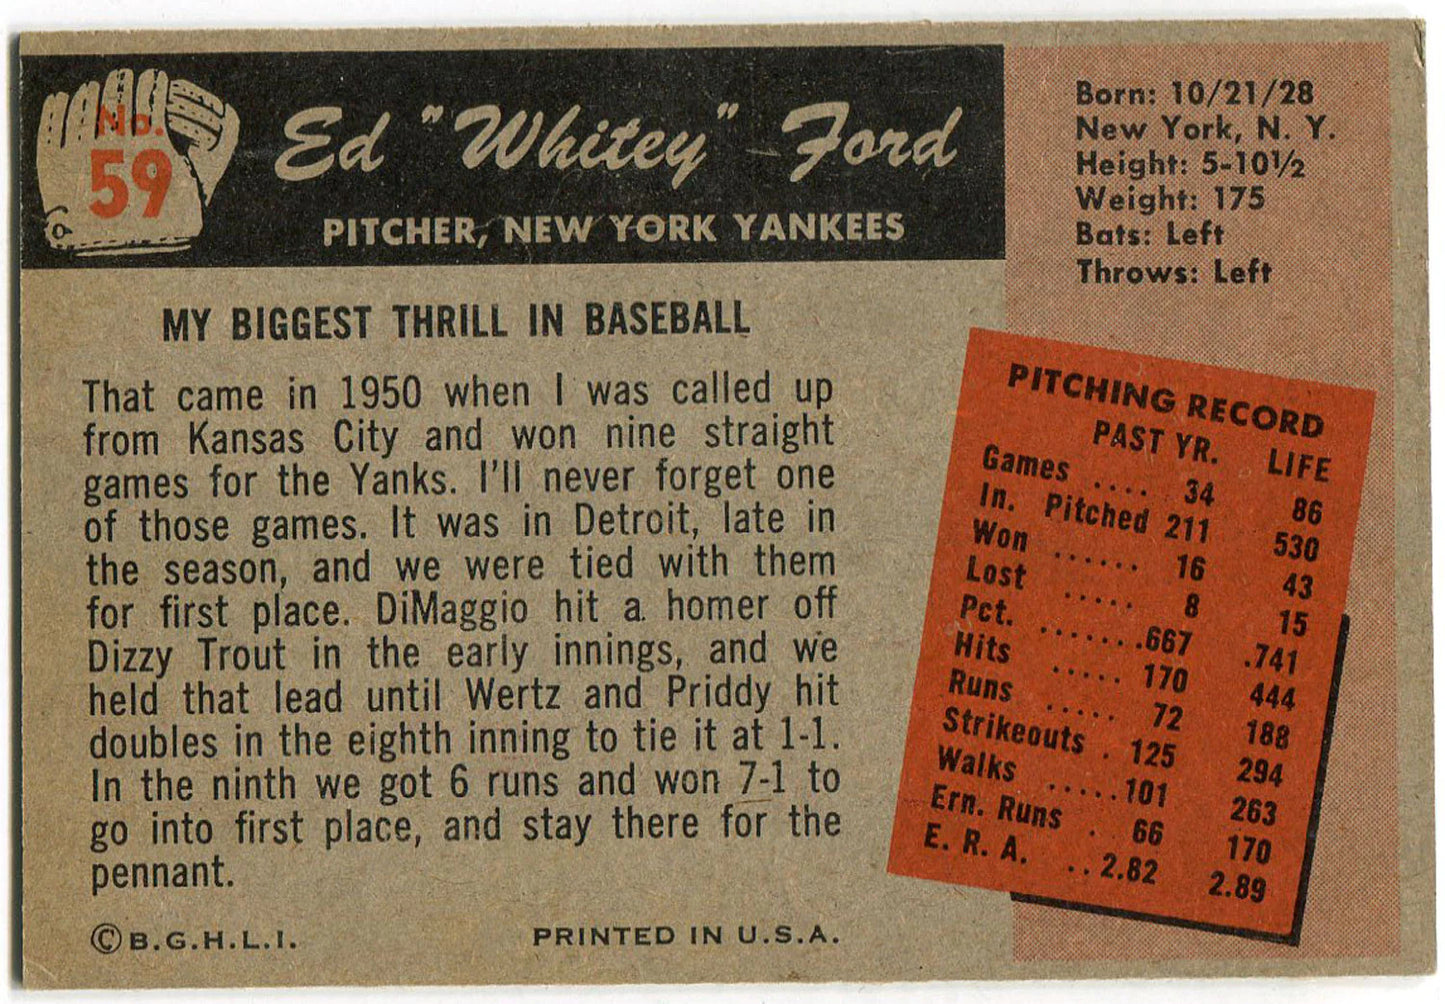 No.
59
Ed "Whitey" Ford
PITCHER, NEW YORK YANKEES
Born: 10/21/28
New York, N. Y.
Height: 5-10½
Weight: 175
Bats: Left
Throws: Left
MY BIGGEST THRILL IN BASEBALL
That came in 1950 when I was called up
from Kansas City and won nine straight
games for the Yanks. I'll never forget one
of those games. It was in Detroit, late in
the season, and we were tied with them
for first place. DiMaggio hit a homer off
Dizzy Trout in the early innings, and we
held that lead until Wertz and Priddy hit
doubles in the eighth inning to tie it at 1-1.
In the ninth we got 6 runs and won 7-1 to
go into first place, and stay there for the
pennant.
PITCHING RECORD
PAST YR. LIFE
Games .... 34 86
In. Pitched 211 530
Won ...... 16 43
Lost ..... 8 15
Pct. .......667 .741
Hits ..... 170 444
Runs ..... 72 188
Strikeouts . 125 294
Walks .....101 263
Ern. Runs . 66 170
E. R. A. ..2.82 2.89
©B.G.H.L.I.
PRINTED IN U.S.A.